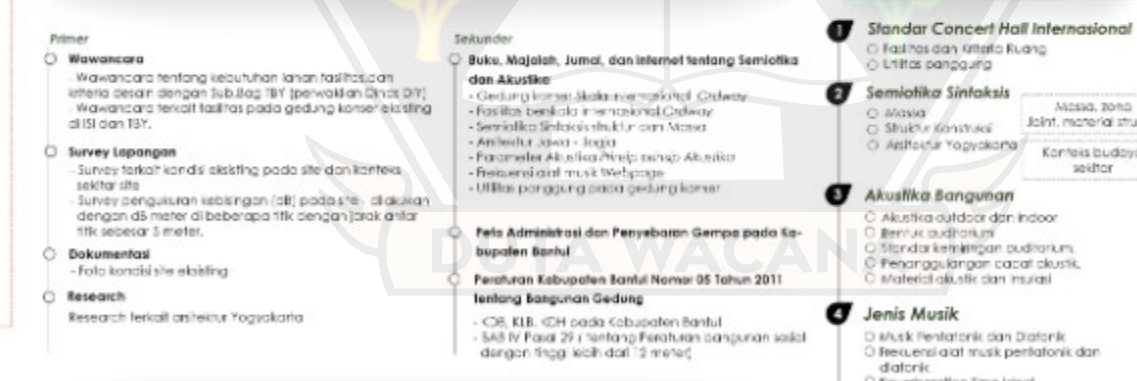 Primer
Wawancara
- Wawancara tentang kebutuhan lahan, fasilitas, dan
kriteria desain dengan Sub.Bag TBY (perwakilan Dinas DIY)
- Wawancara terkait fasilitas pada gedung konser eksisting
di ISI dan TBY.
Survey Lapangan
- Survey terkait kondisi eksisting pada site dan konteks
sekitar site
- Survey pengukuran kebisingan (dB) pada site - dilakukan
dengan dB meter di beberapa titik dengan jarak antar
titik sebesar 5 meter.
Dokumentasi
- Foto kondisi site eksisting
Research
Research terkait arsitektur Yogyakarta
Sekunder
Buku, Majalah, Jurnal, dan Internet tentang Semiotika
dan Akustika
- Gedung konser Skala internasional Ordway
- Fasilitas berskala internasional Ordway
- Semiotika Sintaksis struktur dan Massa
- Arsitektur Jawa - Jogja
- Parameter Akustika Prinsip prinsip Akustika
- Frekuensi alat musik Webpage
- Utilitas panggung pada gedung konser
Peta Administrasi dan Penyebaran Gempa pada Ka-
bupaten Bantul
Peraturan Kabupaten Bantul Nomor 05 Tahun 2011
tentang Bangunan Gedung
- KDB, KLB, KDH pada Kabupaten Bantul
- SAB IV Pasal 29 ( tentang Peraturan bangunan sosial
dengan tinggi lebih dari 12 meter)
1 Standar Concert Hall Internasional
Fasilitas dan Kriteria Ruang
Utilitas panggung
2 Semiotika Sintaksis
Massa
Struktur Konstruksi
Arsitektur Yogyakarta
Massa, zona
Joint, material stru
Konteks budaya
sekitar
3 Akustika Bangunan
Akustika outdoor dan indoor
Bentuk auditorium
Standar kemiringan auditorium
Penanggulangan cacat akustik,
Material akustik dan insulasi
4 Jenis Musik
Musik Pentatonik dan Diatonik
Frekuensi alat musik pentatonik dan
diatonik
DUTA WACANA